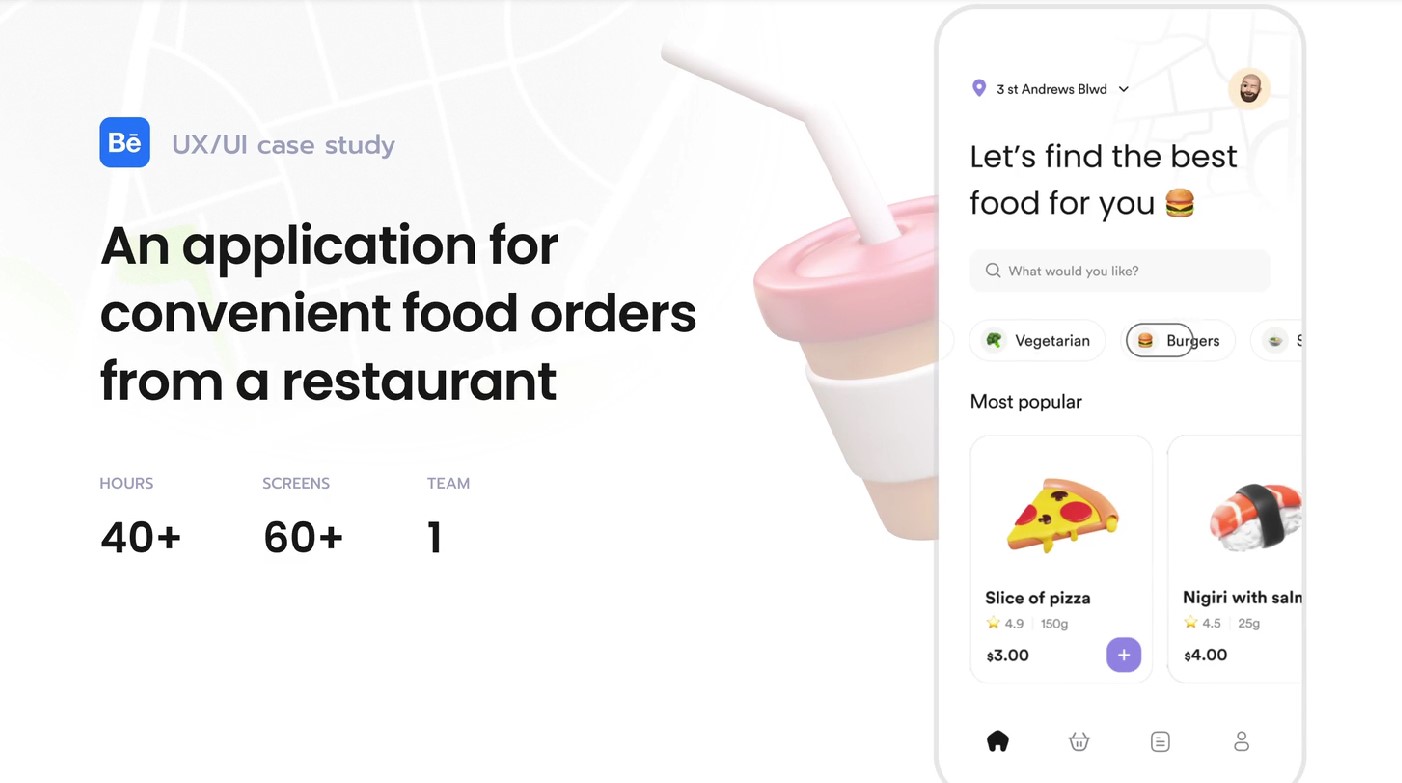 Bē UX/UI case study
An application for
convenient food orders
from a restaurant
HOURS SCREENS TEAM
40+ 60+ 1
3 st Andrews Blwd
Let's find the best
food for you
What would you like?
Vegetarian Burgers
Most popular
Slice of pizza
4.9 150g
$3.00 +
Nigiri with salm
4.5 25g
$4.00